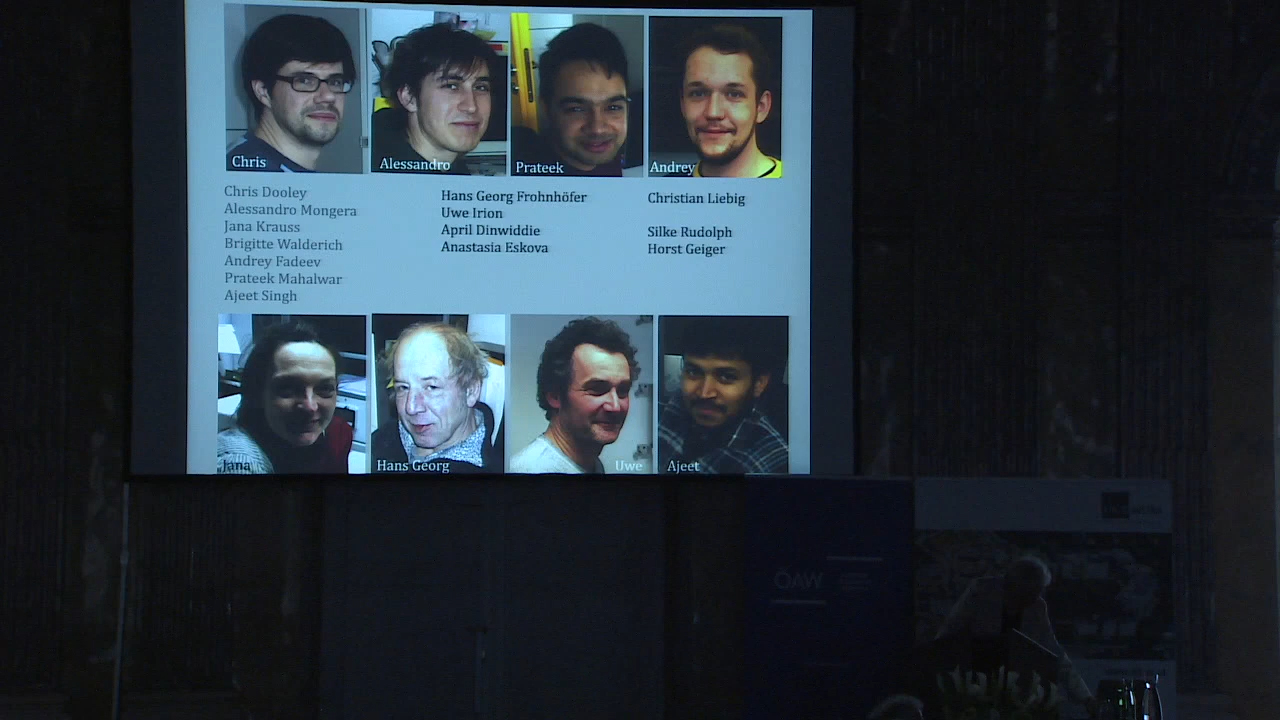 Chris
Alessandro
Prateek
Andrey
Chris Dooley
Alessandro Mongera
Jana Krauss
Brigitte Walderich
Andrey Fadeev
Prateek Mahalwar
Ajeet Singh
Hans Georg Frohnhöfer
Uwe Irion
April Dinwiddie
Anastasia Eskova
Christian Liebig
Silke Rudolph
Horst Geiger
Jana
Hans Georg
Uwe
Ajeet
ÖAW